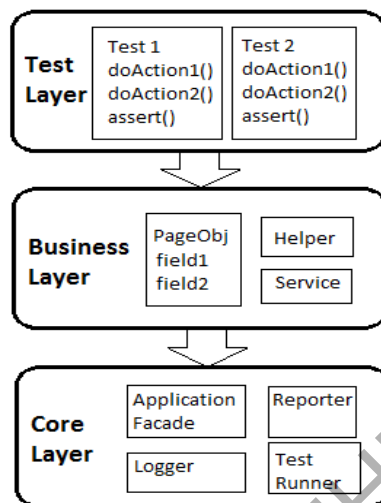 Test
Layer
Test 1
doAction1()
doAction2()
assert()
Test 2
doAction1()
doAction2()
assert()
Business
Layer
PageObj
field1
field2
Helper
Service
Core
Layer
Application
Facade
Reporter
Logger
Test
Runner